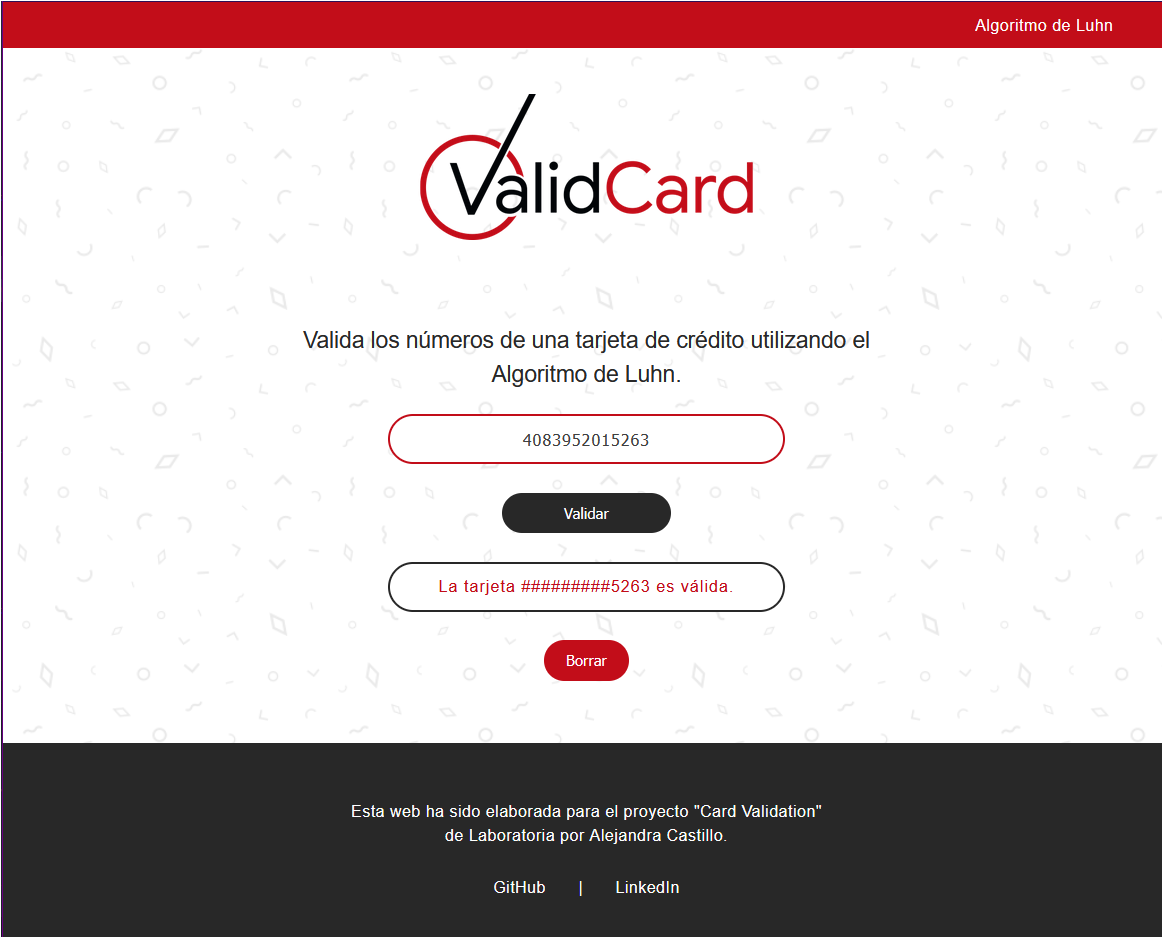 Algoritmo de Luhn
ValidCard
Valida los números de una tarjeta de crédito utilizando el
Algoritmo de Luhn.
4083952015263
Validar
La tarjeta #########5263 es válida.
Borrar
Esta web ha sido elaborada para el proyecto "Card Validation"
de Laboratoria por Alejandra Castillo.
GitHub | LinkedIn